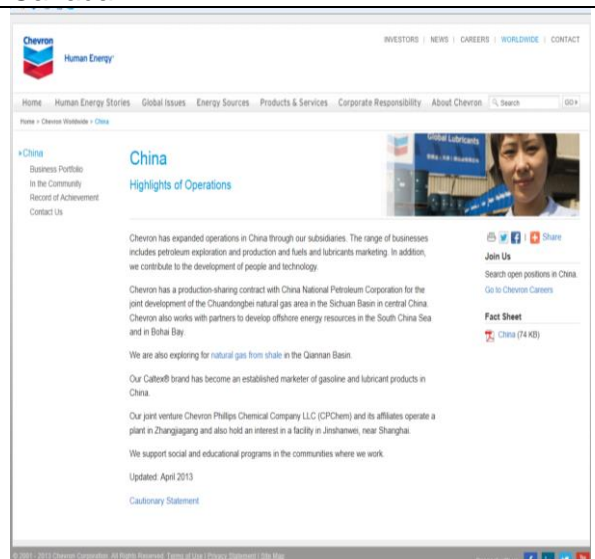 Chevron
Human Energy®
INVESTORS | NEWS | CAREERS | WORLDWIDE | CONTACT
Home Human Energy Stories Global Issues Energy Sources Products & Services Corporate Responsibility About Chevron Search GO
Home > Chevron Worldwide > China
China
Business Portfolio
In the Community
Record of Achievement
Contact Us
China
Highlights of Operations
Global Lubricants
Chevron has expanded operations in China through our subsidiaries. The range of businesses
includes petroleum exploration and production and fuels and lubricants marketing. In addition,
we contribute to the development of people and technology.
Chevron has a production-sharing contract with China National Petroleum Corporation for the
joint development of the Chuandongbei natural gas area in the Sichuan Basin in central China.
Chevron also works with partners to develop offshore energy resources in the South China Sea
and in Bohai Bay.
We are also exploring for natural gas from shale in the Qiannan Basin.
Our Caltex® brand has become an established marketer of gasoline and lubricant products in
China.
Our joint venture Chevron Phillips Chemical Company LLC (CPChem) and its affiliates operate a
plant in Zhangjiagang and also hold an interest in a facility in Jinshanwei, near Shanghai.
We support social and educational programs in the communities where we work.
Updated: April 2013
Cautionary Statement
Share
Join Us
Search open positions in China.
Go to Chevron Careers
Fact Sheet
China (74 KB)
© 2001 - 2013 Chevron Corporation. All Rights Reserved. Terms of Use | Privacy Statement | Site Map